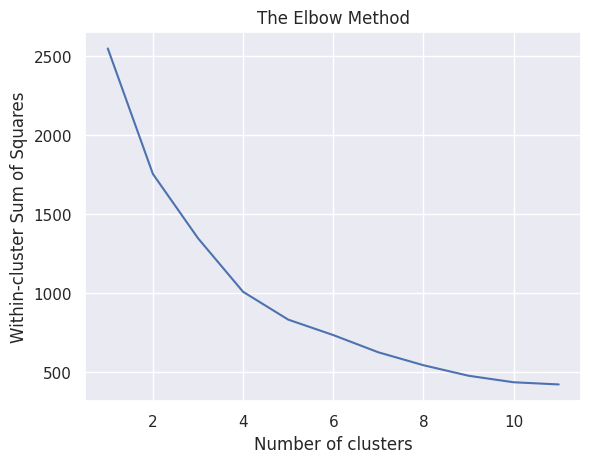 The Elbow Method
Within-cluster Sum of Squares
2500
2000
1500
1000
500
2 4 6 8 10
Number of clusters